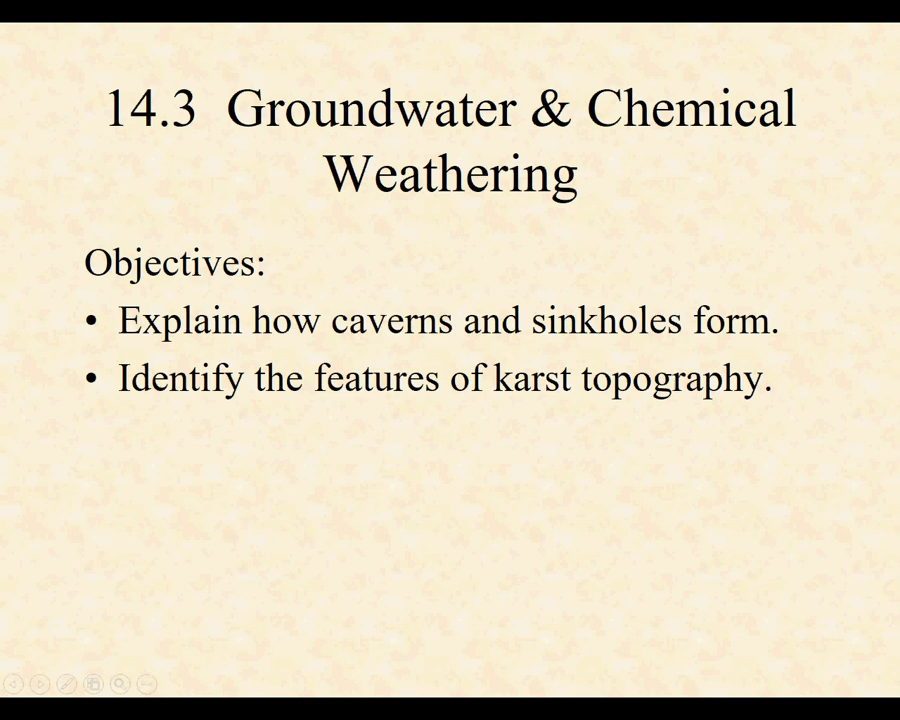 14.3 Groundwater & Chemical
Weathering
Objectives:
• Explain how caverns and sinkholes form.
• Identify the features of karst topography.